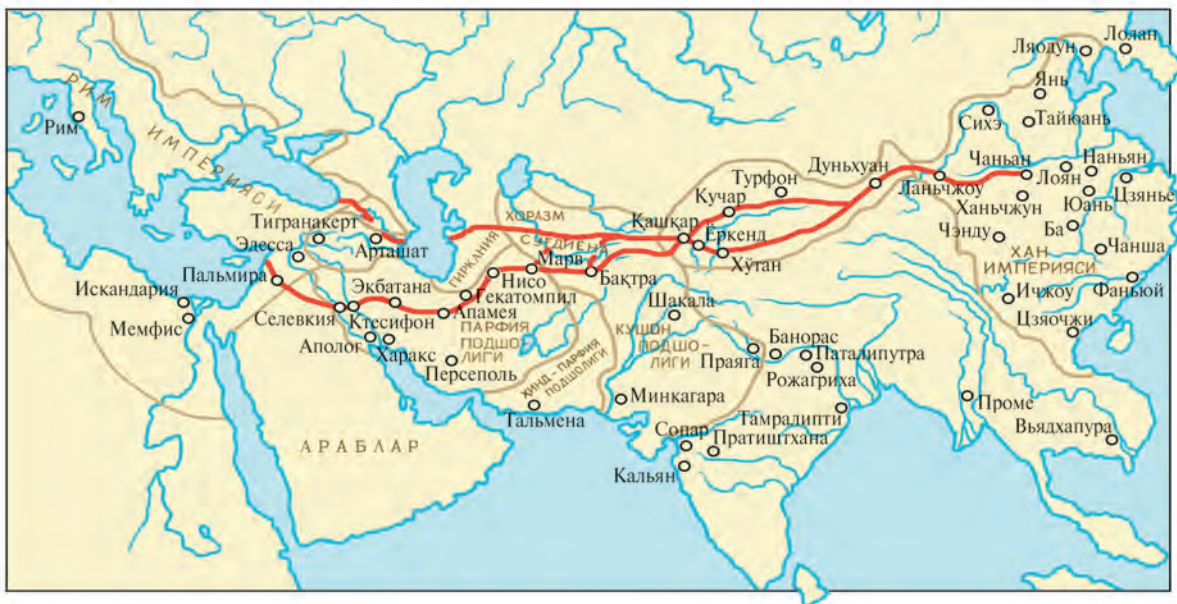 РИМ
ИМПЕРИЯСИ
Рим
Лолан
Ляодун
Янь
Сихэ
Тайюань
Дуньхуан
Чаньан
Наньян
Турфон
Ланьчжоу
Лоян
Цзянье
Кучар
Ханьчжун
Юань
ХОРАЗМ
Қашқар
Ёркенд
Чэнду
Ба
Тигранакерт
СУҒДИЁНА
Чанша
Эдесса
Арташат
ГИРКАНИЯ
Марв
Хўтан
ХАН
ИМПЕРИЯСИ
Пальмира
Экбатана
Нисо
Бақтра
Искандария
Гекатомпил
Шакала
Ичжоу
Фаньюй
Селевкия
Ктесифон
Апамея
Мемфис
ПАРФИЯ
ПОДШО-
ЛИГИ
КУШОН
ПОДШО-
ЛИГИ
Цзяочжи
Аполог
Харакс
Банорас
Праяга
Паталипутра
Персеполь
ҲИНД-ПАРФИЯ
ПОДШОЛИГИ
Рожагриха
Минкагара
Проме
Тальмена
Тамралипти
Сопар
Пратиштхана
Вьядхапура
АРАБЛАР
Кальян